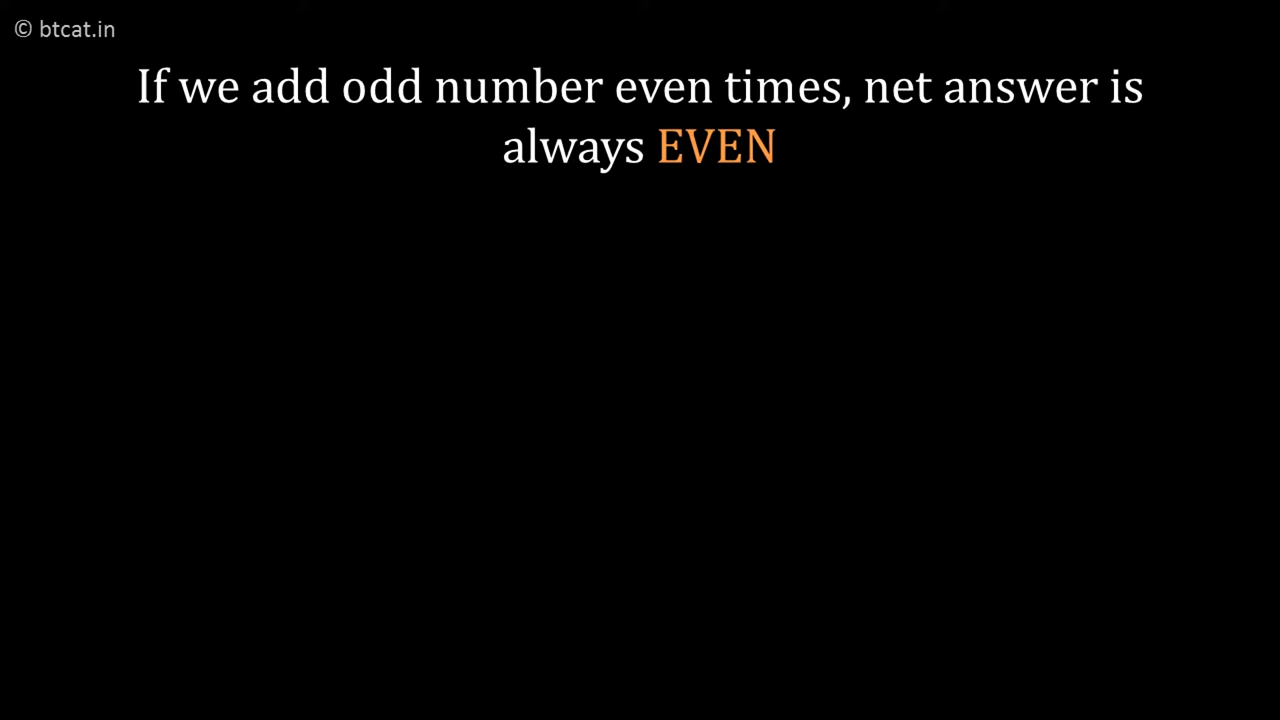 © btcat.in
If we add odd number even times, net answer is
always EVEN